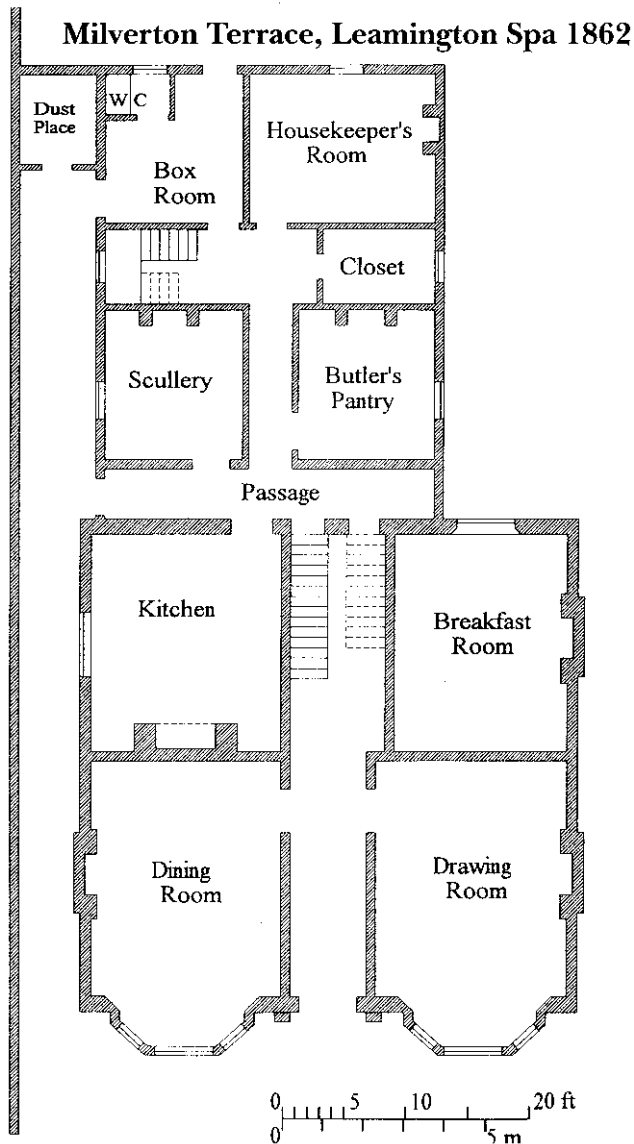 Milverton Terrace, Leamington Spa 1862
W C
Dust
Place
Housekeeper's
Room
Box
Room
Closet
Scullery
Butler's
Pantry
Passage
Kitchen
Breakfast
Room
Dining
Room
Drawing
Room
0 5 10 20 ft
0 5 m